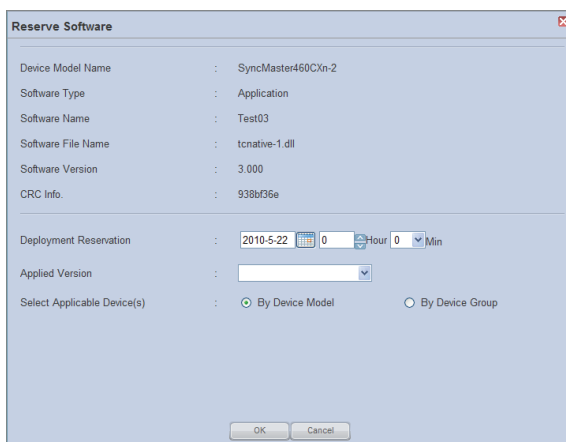 Reserve Software
Device Model Name : SyncMaster460CXn-2
Software Type : Application
Software Name : Test03
Software File Name : tcnative-1.dll
Software Version : 3.000
CRC Info. : 938bf36e
Deployment Reservation : 2010-5-22 0 Hour 0 Min
Applied Version :
Select Applicable Device(s) : By Device Model By Device Group
OK Cancel